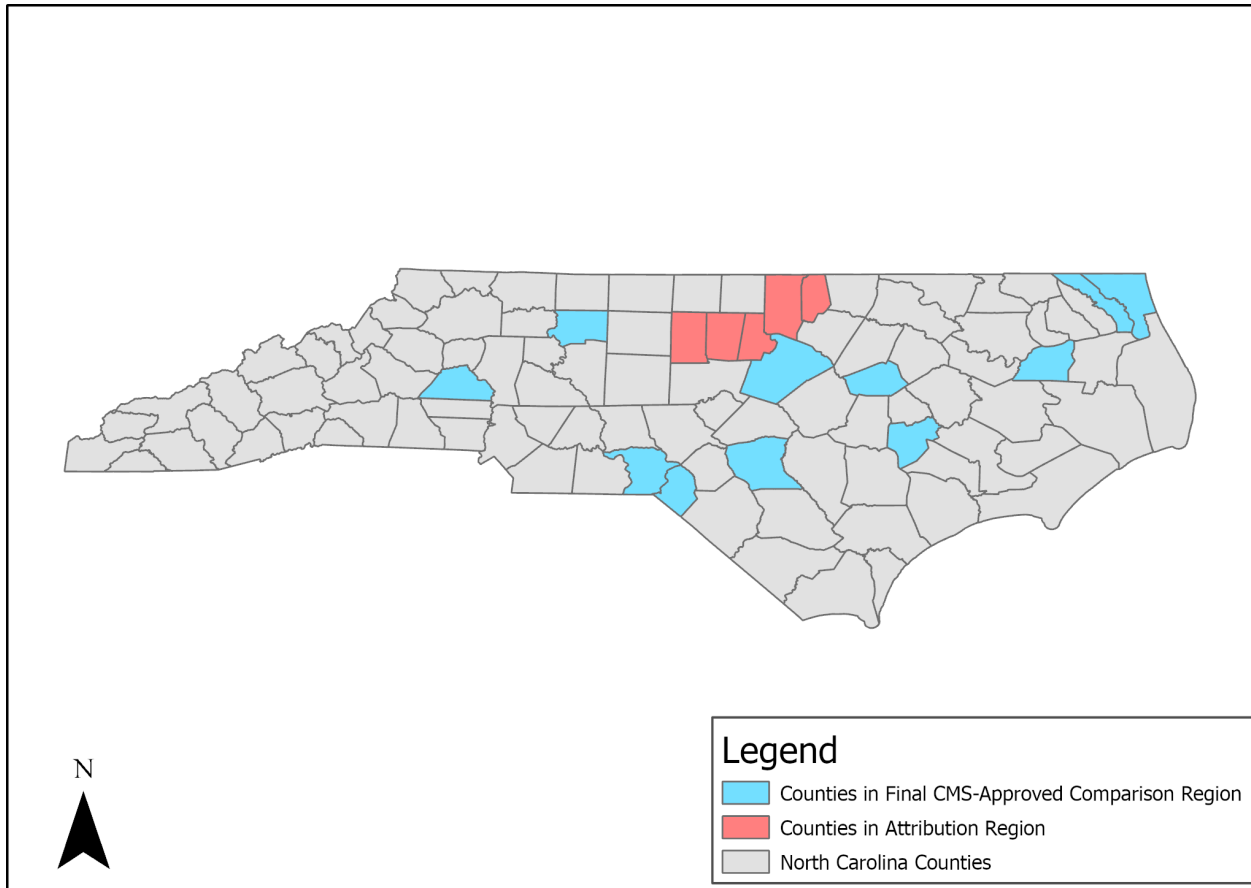 N
Legend
Counties in Final CMS-Approved Comparison Region
Counties in Attribution Region
North Carolina Counties